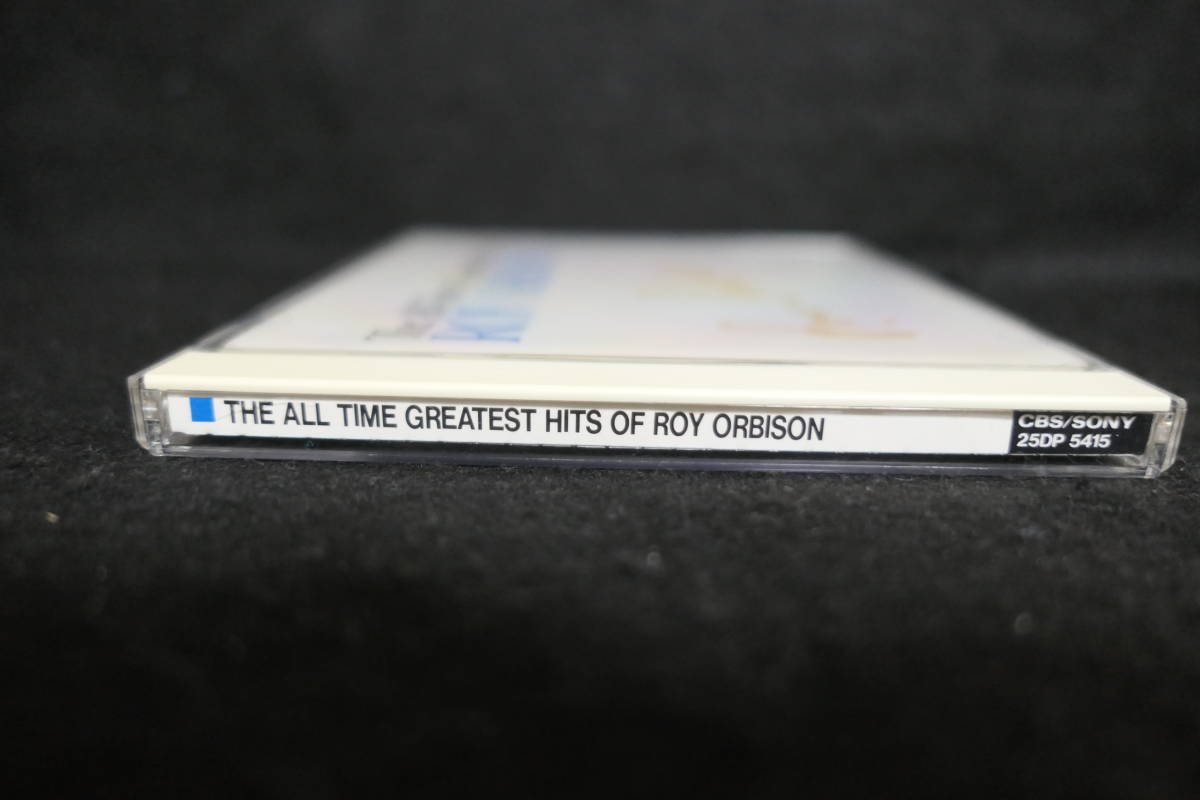 THE ALL TIME GREATEST HITS OF ROY ORBISON
CBS/SONY
25DP 5415